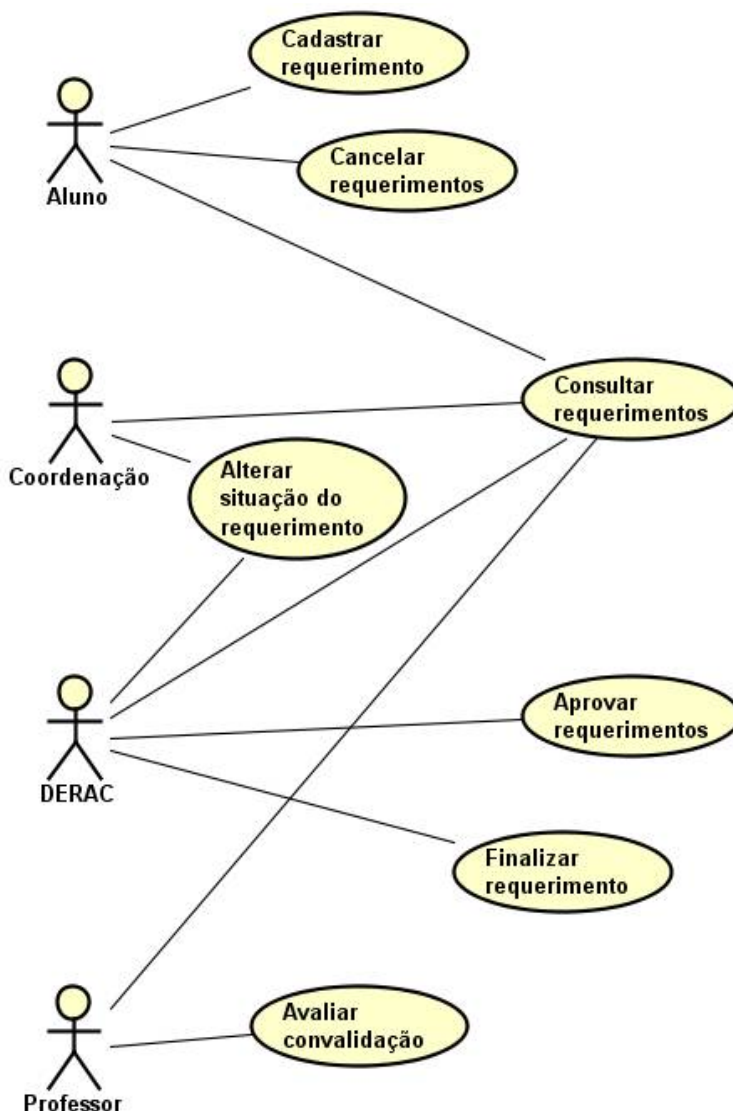 Cadastrar
requerimento
Cancelar
requerimentos
Aluno
Consultar
requerimentos
Coordenação
Alterar
situação do
requerimento
Aprovar
requerimentos
DERAC
Finalizar
requerimento
Avaliar
convalidação
Professor